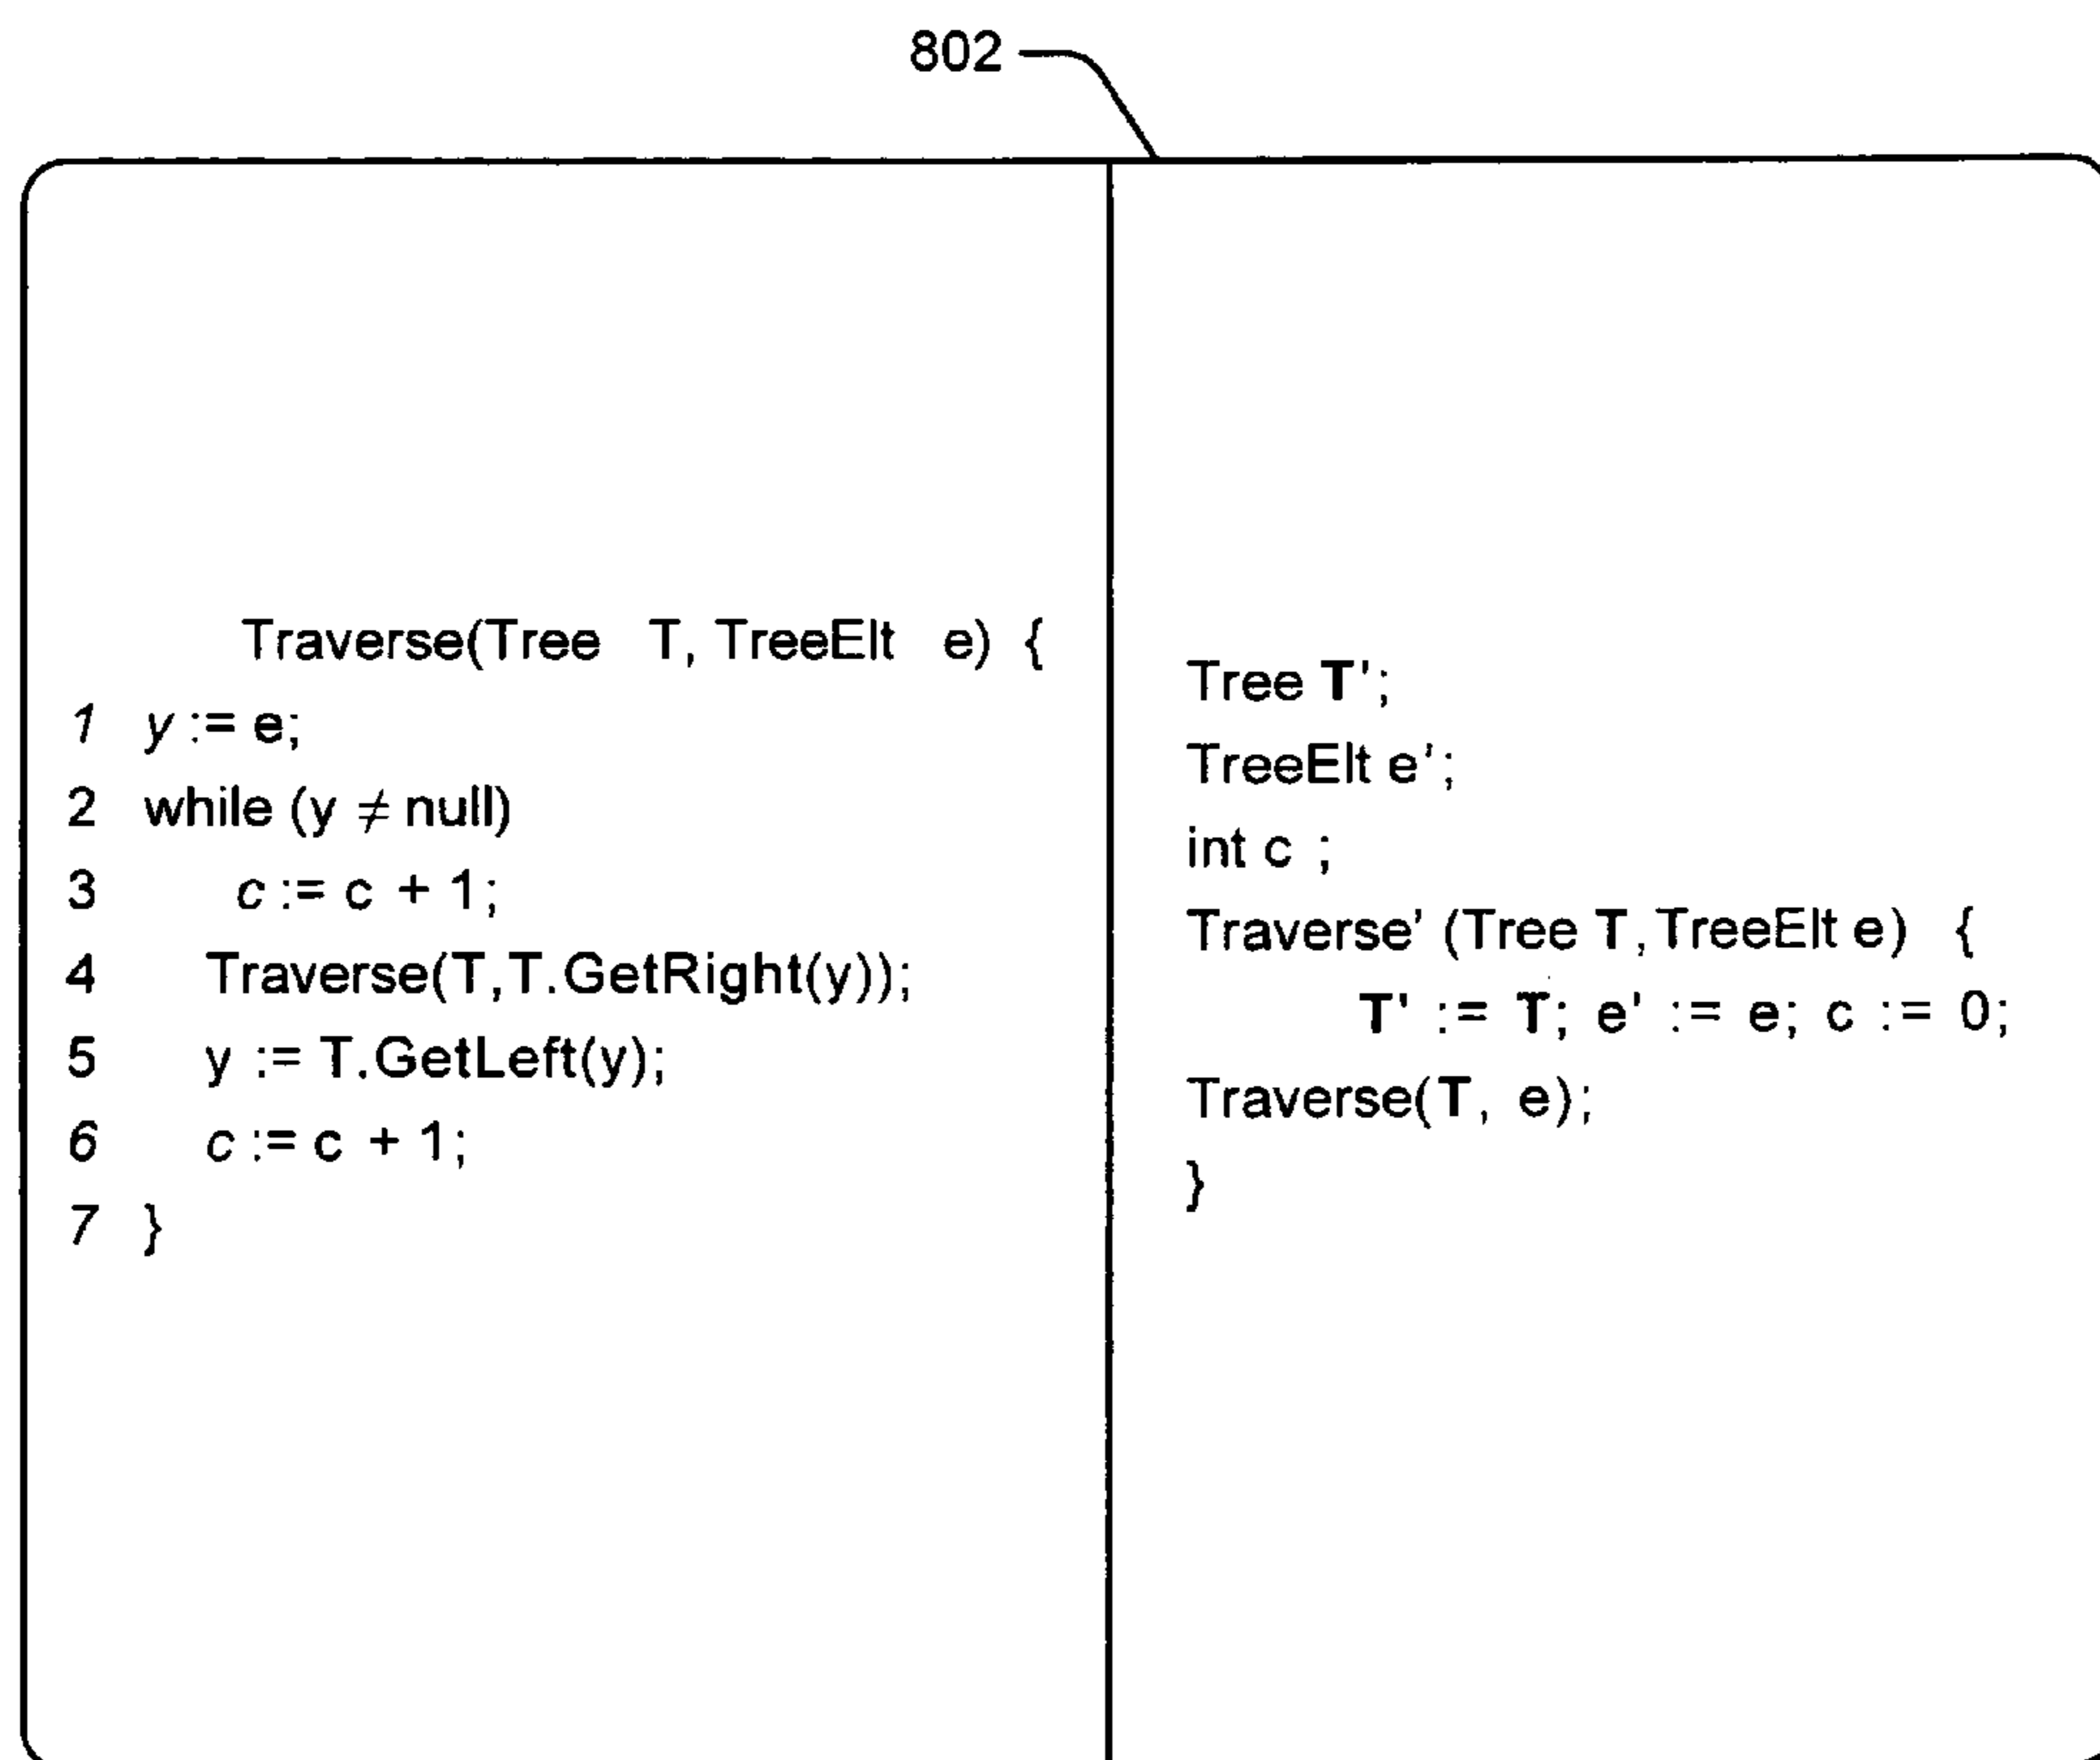 802
Traverse(Tree T, TreeElt e) {
1 y := e;
2 while (y ≠ null)
3 c := c + 1;
4 Traverse(T,T.GetRight(y));
5 y := T.GetLeft(y);
6 c := c + 1;
7 }
Tree T';
TreeElt e';
int c ;
Traverse' (Tree T,TreeElt e) {
T' := T; e' := e; c := 0;
Traverse(T, e);
}